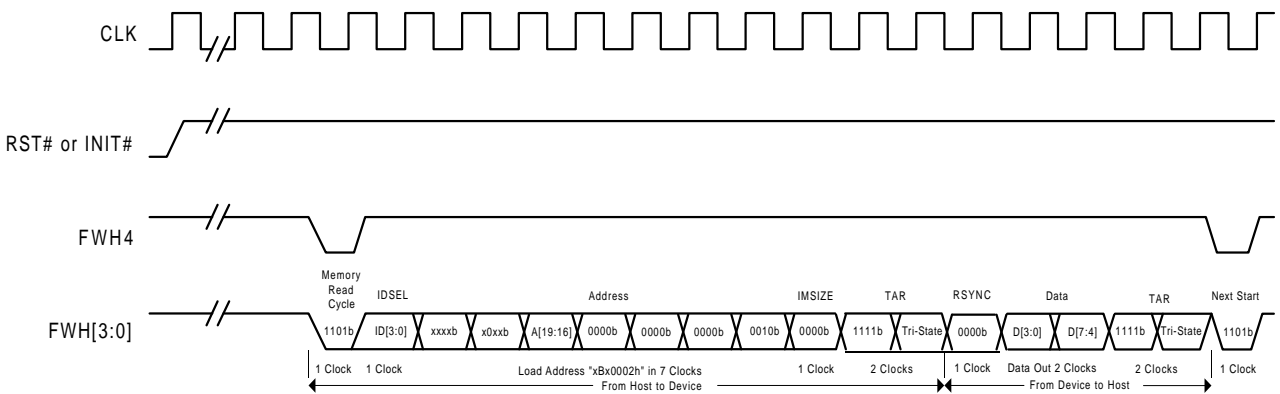 CLK
RST# or INIT#
FWH4
Memory
Read
Cycle
IDSEL
Address
IMSIZE
TAR
RSYNC
Data
TAR
Next Start
FWH[3:0]
1101b
ID[3:0]
xxxxb
x0xxb
A[19:16]
0000b
0000b
0000b
0010b
0000b
1111b
Tri-State
0000b
D[3:0]
D[7:4]
1111b
Tri-State
1101b
1 Clock
1 Clock
Load Address "xBx0002h" in 7 Clocks
1 Clock
2 Clocks
1 Clock
Data Out 2 Clocks
2 Clocks
1 Clock
From Host to Device
From Device to Host